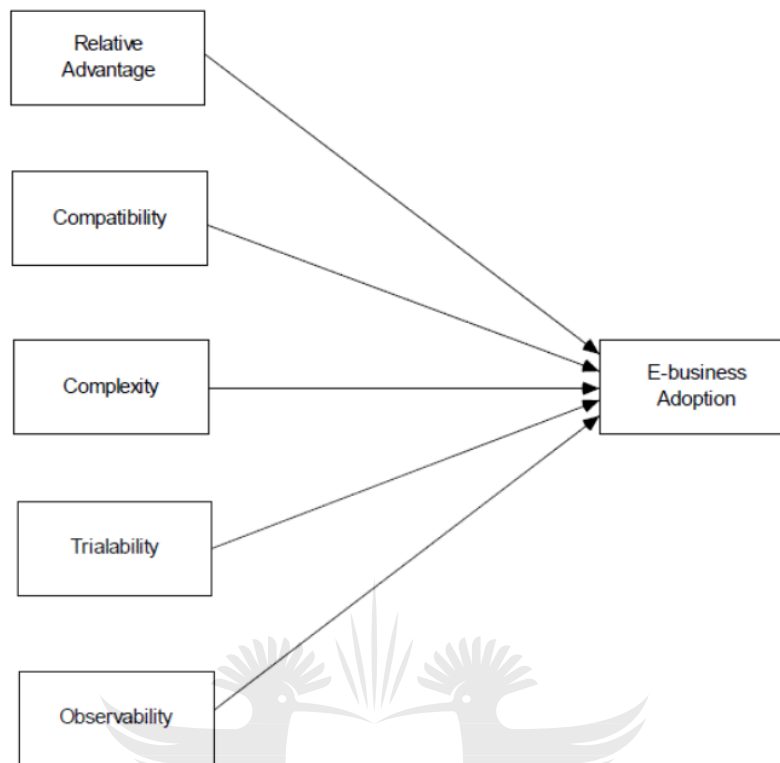 Relative
Advantage
Compatibility
Complexity
E-business
Adoption
Trialability
Observability